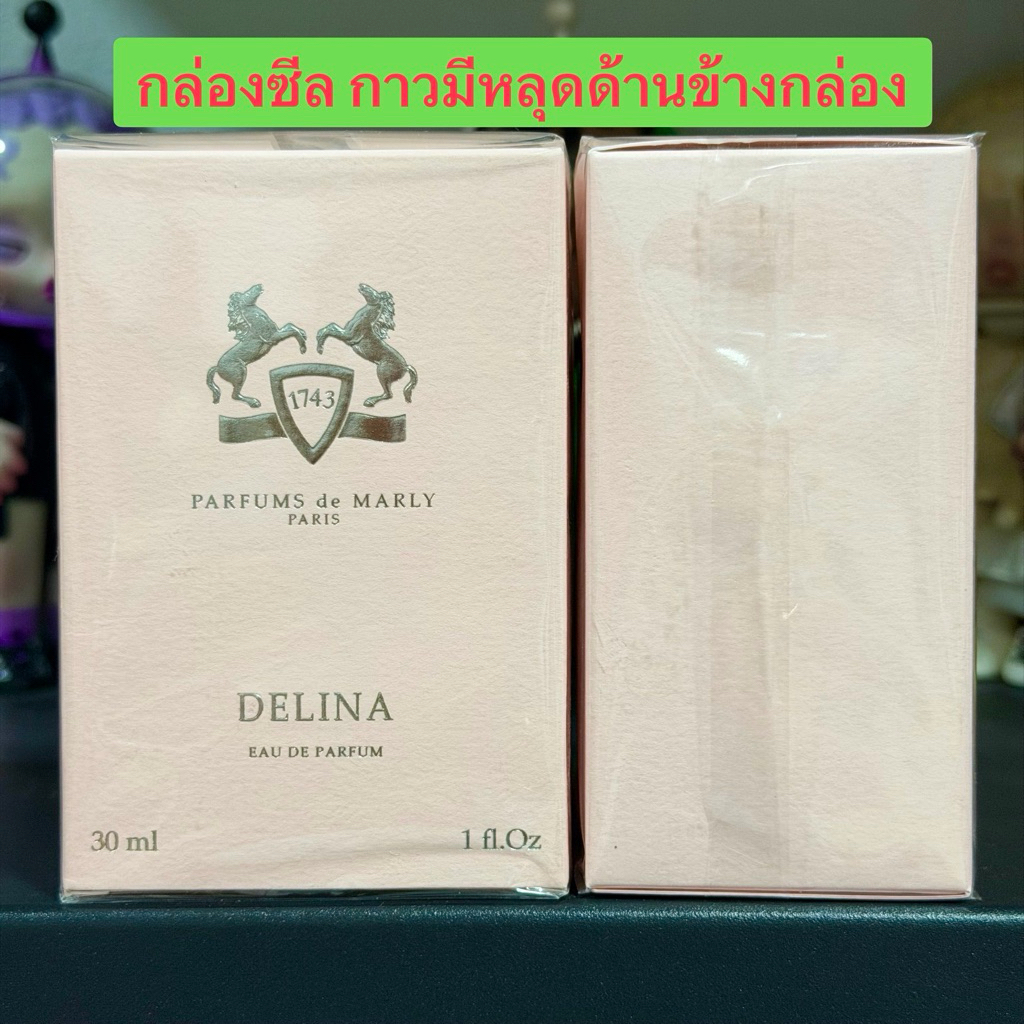 กล่องซีล กาวมีหลุดด้านข้างกล่อง
1743
PARFUMS de MARLY
PARIS
DELINA
EAU DE PARFUM
30 ml
1 fl.Oz